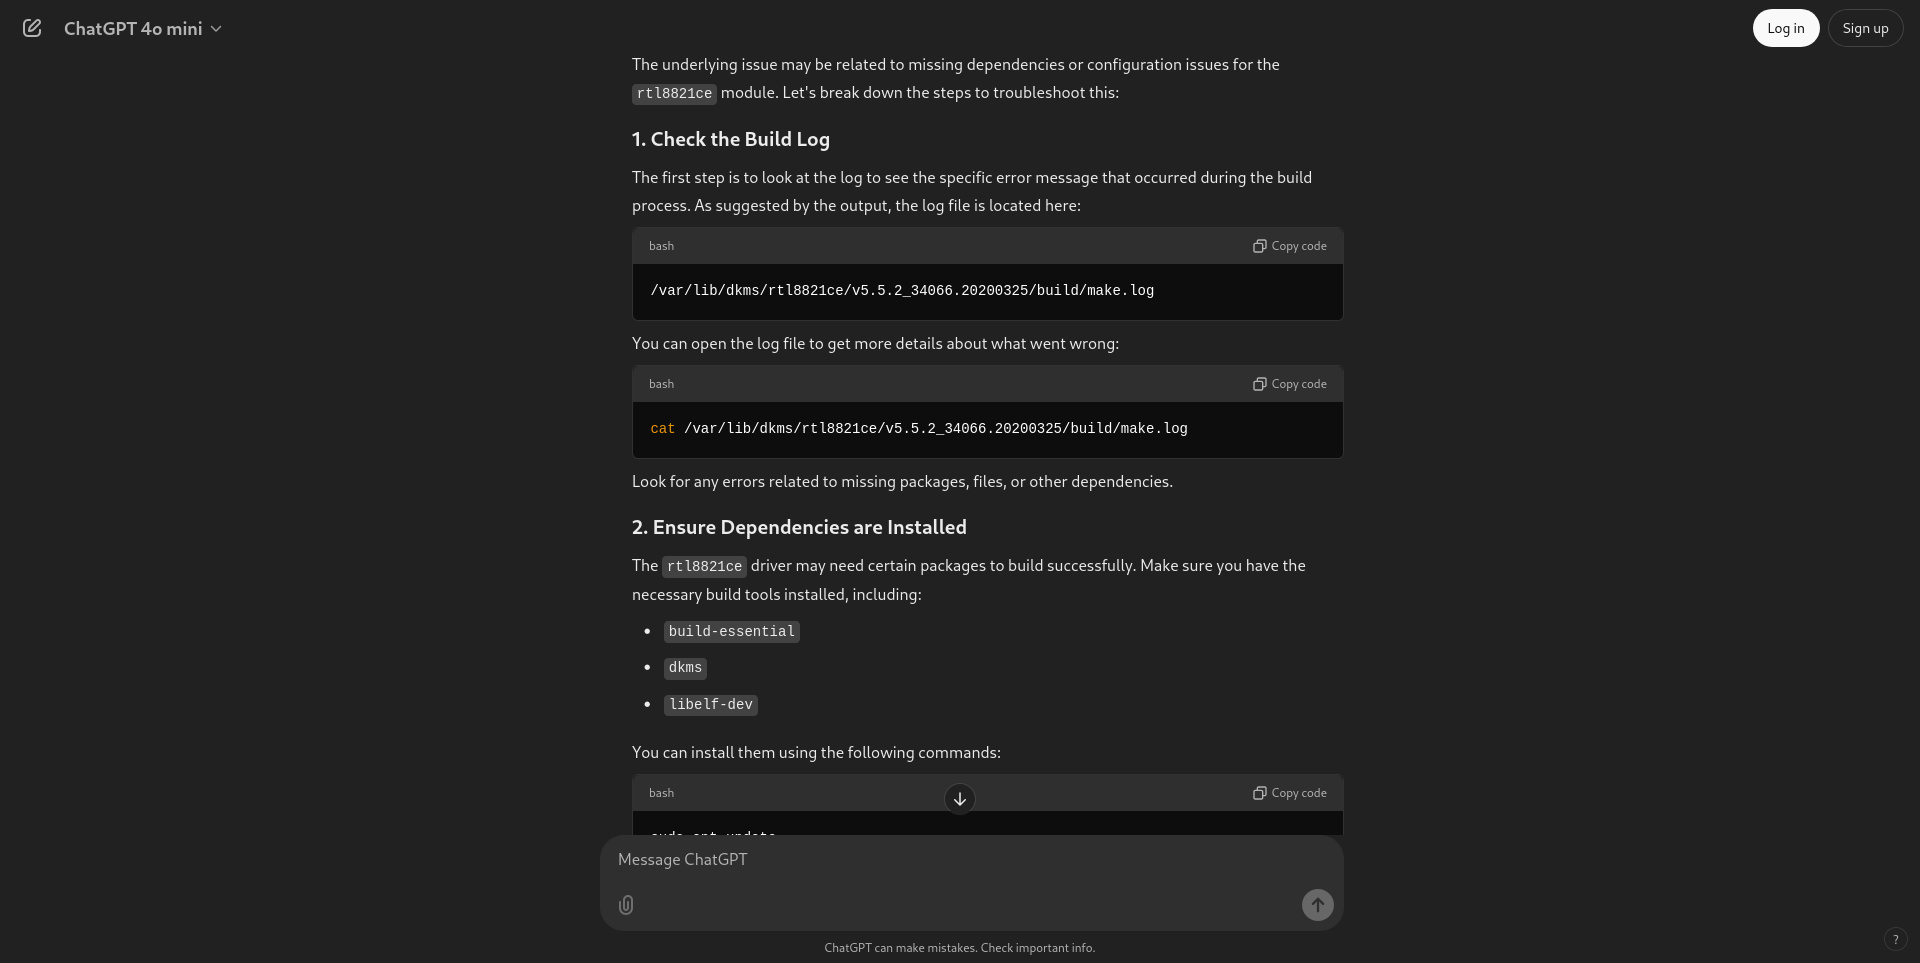 ChatGPT 4o mini
Log in
Sign up
The underlying issue may be related to missing dependencies or configuration issues for the
rtl8821ce module. Let's break down the steps to troubleshoot this:
1. Check the Build Log
The first step is to look at the log to see the specific error message that occurred during the build
process. As suggested by the output, the log file is located here:
bash
Copy code
/var/lib/dkms/rtl8821ce/v5.5.2_34066.20200325/build/make.log
You can open the log file to get more details about what went wrong:
bash
Copy code
cat /var/lib/dkms/rtl8821ce/v5.5.2_34066.20200325/build/make.log
Look for any errors related to missing packages, files, or other dependencies.
2. Ensure Dependencies are Installed
The rtl8821ce driver may need certain packages to build successfully. Make sure you have the
necessary build tools installed, including:
• build-essential
• dkms
• libelf-dev
You can install them using the following commands:
bash
Copy code
sudo apt update
Message ChatGPT
ChatGPT can make mistakes. Check important info.
?